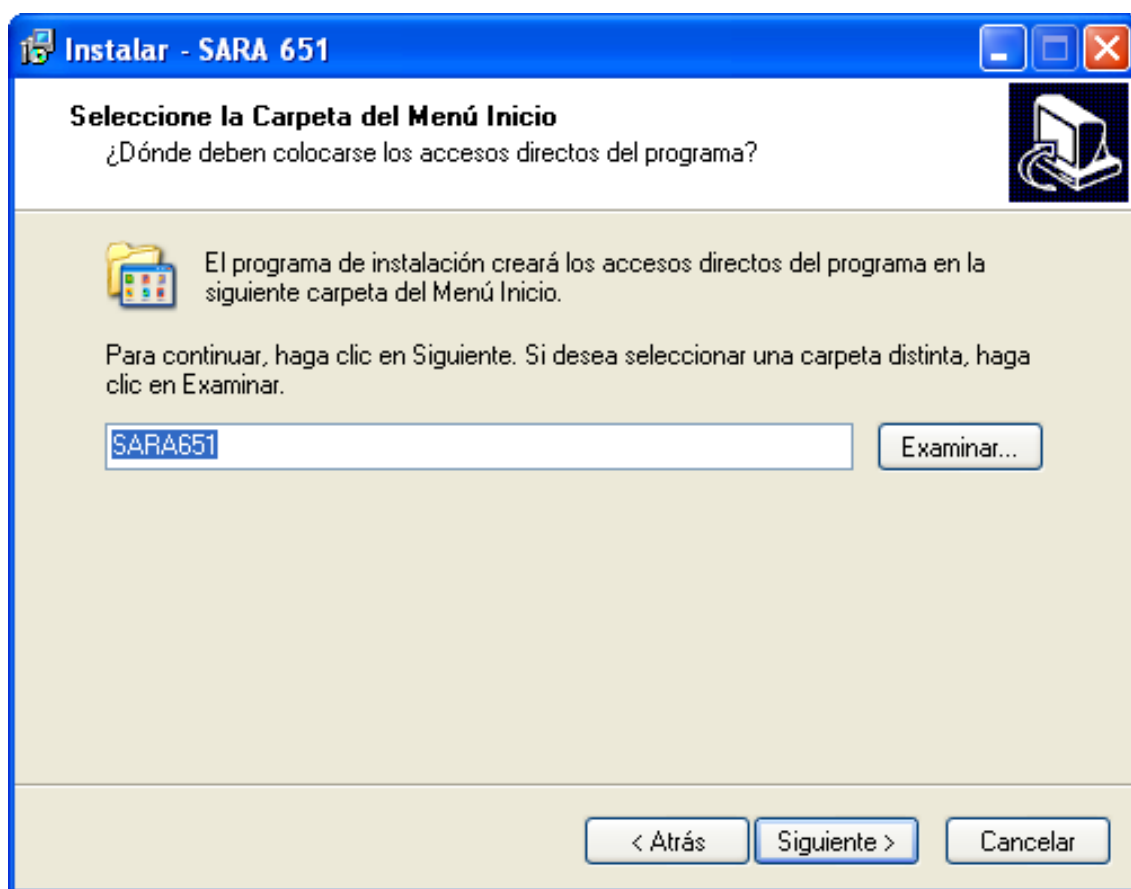 Instalar - SARA 651
Seleccione la Carpeta del Menú Inicio
¿Dónde deben colocarse los accesos directos del programa?
El programa de instalación creará los accesos directos del programa en la
siguiente carpeta del Menú Inicio.
Para continuar, haga clic en Siguiente. Si desea seleccionar una carpeta distinta, haga
clic en Examinar.
SARA651
Examinar...
< Atrás
Siguiente >
Cancelar